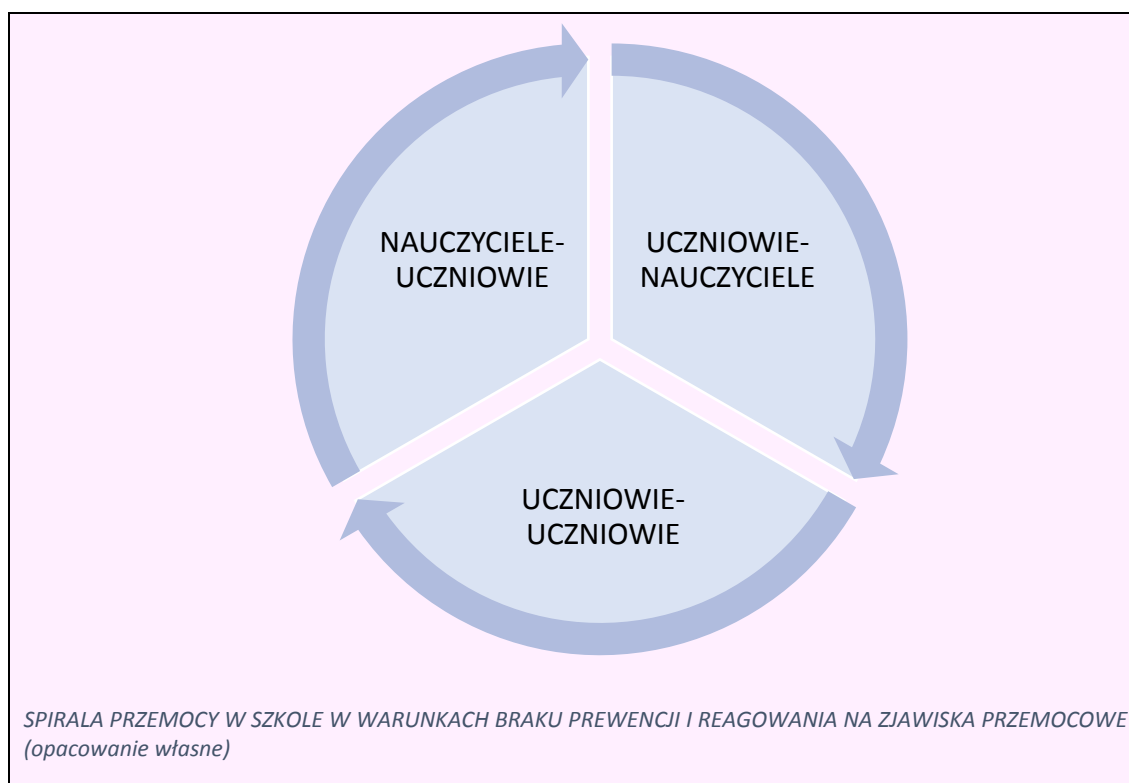 NAUCZYCIELE-
UCZNIOWIE
UCZNIOWIE-
NAUCZYCIELE
UCZNIOWIE-
UCZNIOWIE
SPIRALA PRZEMOCY W SZKOLE W WARUNKACH BRAKU PREWENCJI I REAGOWANIA NA ZJAWISKA PRZEMOCOWE
(opacowanie własne)